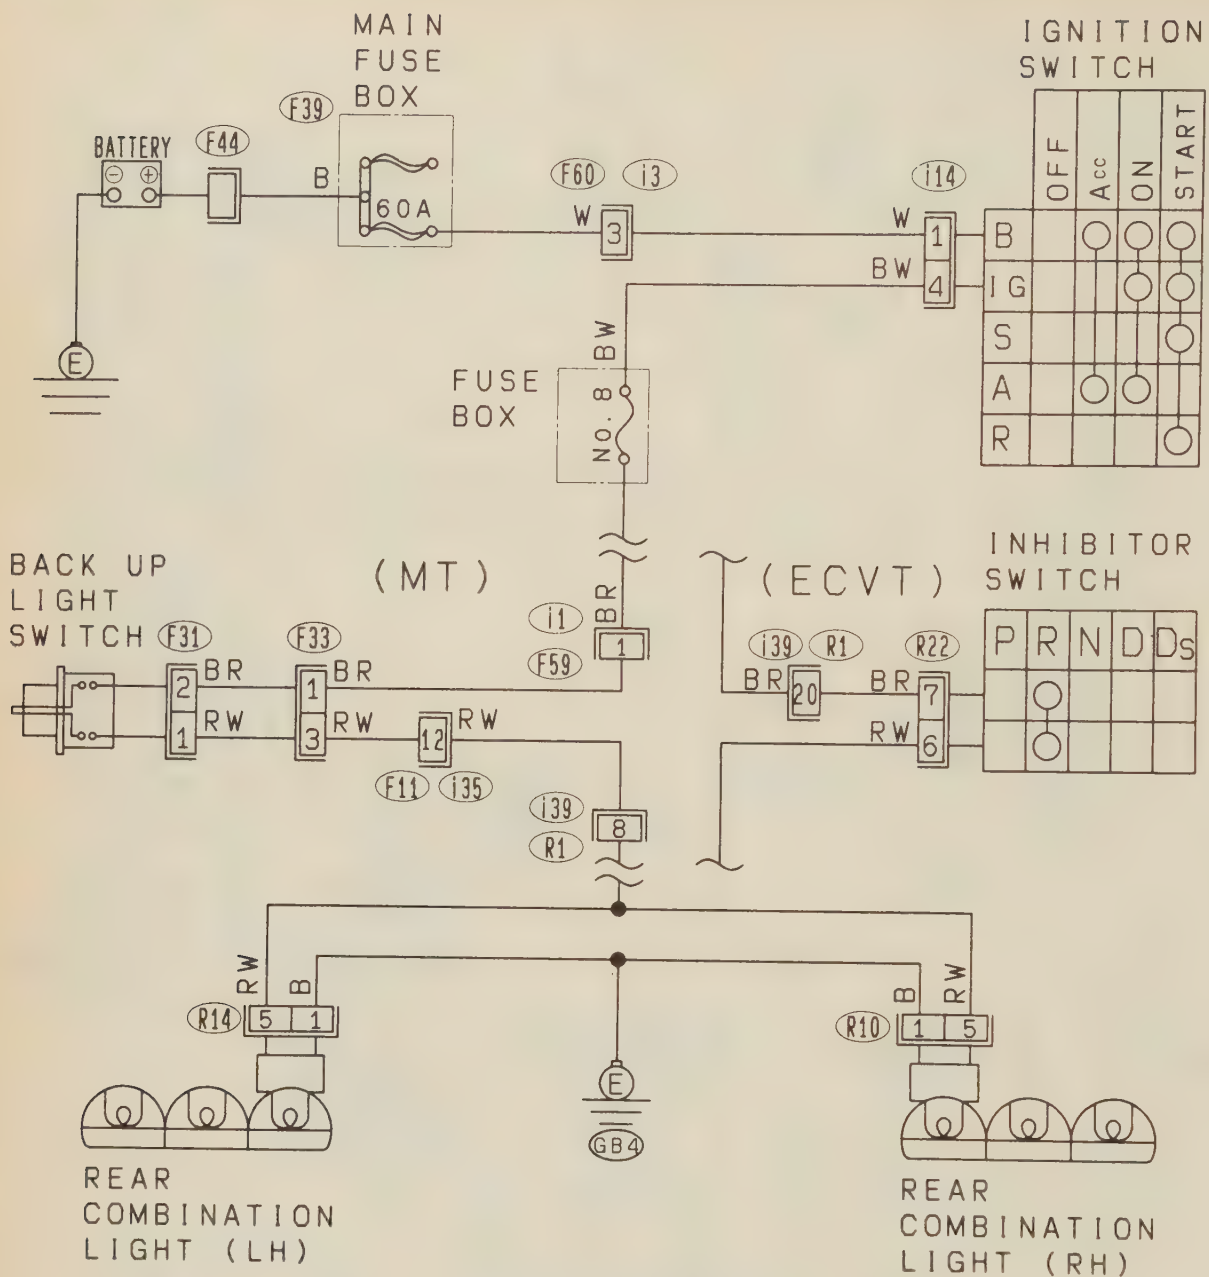 MAIN
FUSE
BOX
IGNITION
SWITCH
F39
F44
BATTERY
⊖ ⊕
B
60A
F60 i3
W
3
i14
W
1
BW
4
OFF
Acc
ON
START
B
IG
S
A
R
E
BW
FUSE
BOX
No. 8
BACK UP
LIGHT
SWITCH
(MT)
(ECVT)
INHIBITOR
SWITCH
F31
F33
i1
BR
1
F59
i39 R1
R22
P R N D Ds
2 BR
1 BR
1 RW
3 RW
12 RW
F11 i35
BR 20 BR 7
RW 6
i39
8
R1
RW
B
R14 5 1
B
RW
R10 1 5
E
GB4
REAR
COMBINATION
LIGHT (LH)
REAR
COMBINATION
LIGHT (RH)